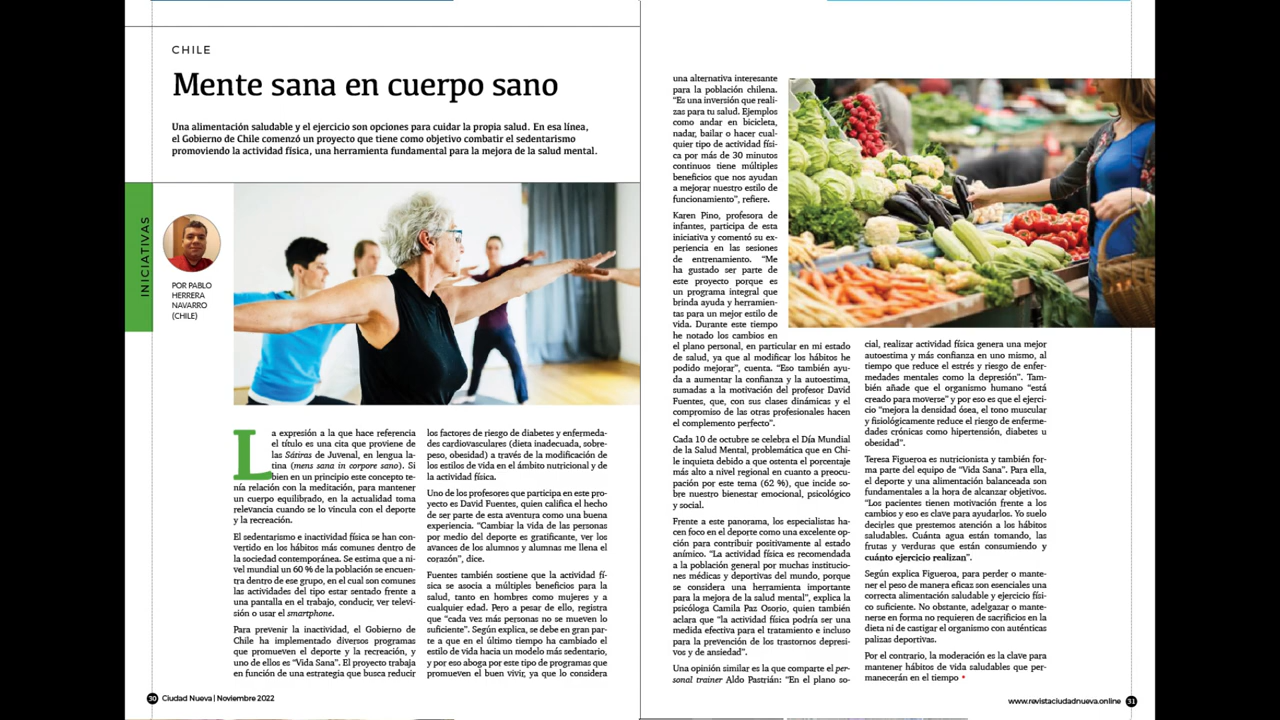 CHILE
Mente sana en cuerpo sano
Una alimentación saludable y el ejercicio son opciones para cuidar la propia salud. En esa línea,
el Gobierno de Chile comenzó un proyecto que tiene como objetivo combatir el sedentarismo
promoviendo la actividad física, una herramienta fundamental para la mejora de la salud mental.
INICIATIVAS
POR PABLO
HERRERA
NAVARRO
(CHILE)
La expresión a la que hace referencia
el título es una cita que proviene de
las Sátiras de Juvenal, en lengua la-
tina (mens sana in corpore sano). Si
bien en un principio este concepto te-
nía relación con la meditación, para mantener
un cuerpo equilibrado, en la actualidad toma
relevancia cuando se lo vincula con el deporte
y la recreación.
El sedentarismo e inactividad física se han con-
vertido en los hábitos más comunes dentro de
la sociedad contemporánea. Se estima que a ni-
vel mundial un 60 % de la población se encuen-
tra dentro de ese grupo, en el cual son comunes
las actividades del tipo estar sentado frente a
una pantalla en el trabajo, conducir, ver televi-
sión o usar el smartphone.
Para prevenir la inactividad, el Gobierno de
Chile ha implementado diversos programas
que promueven el deporte y la recreación, y
uno de ellos es “Vida Sana”. El proyecto trabaja
en función de una estrategia que busca reducir
los factores de riesgo de diabetes y enfermeda-
des cardiovasculares (dieta inadecuada, sobre-
peso, obesidad) a través de la modificación de
los estilos de vida en el ámbito nutricional y de
la actividad física.
Uno de los profesores que participa en este pro-
yecto es David Fuentes, quien califica el hecho
de ser parte de esta aventura como una buena
experiencia. “Cambiar la vida de las personas
por medio del deporte es gratificante, ver los
avances de los alumnos y alumnas me llena el
corazón”, dice.
Fuentes también sostiene que la actividad fí-
sica se asocia a múltiples beneficios para la
salud, tanto en hombres como mujeres y a
cualquier edad. Pero a pesar de ello, registra
que “cada vez más personas no se mueven lo
suficiente”. Según explica, se debe en gran par-
te a que en el último tiempo ha cambiado el
estilo de vida hacia un modelo más sedentario,
y por eso aboga por este tipo de programas que
promueven el buen vivir, ya que lo considera
30 Ciudad Nueva | Noviembre 2022
una alternativa interesante
para la población chilena.
“Es una inversión que reali-
zas para tu salud. Ejemplos
como andar en bicicleta,
nadar, bailar o hacer cual-
quier tipo de actividad físi-
ca por más de 30 minutos
continuos tiene múltiples
beneficios que nos ayudan
a mejorar nuestro estilo de
funcionamiento”, refiere.
Karen Pino, profesora de
infantes, participa de esta
iniciativa y comentó su ex-
periencia en las sesiones
de entrenamiento. “Me
ha gustado ser parte de
este proyecto porque es
un programa integral que
brinda ayuda y herramien-
tas para un mejor estilo de
vida. Durante este tiempo
he notado los cambios en
el plano personal, en particular en mi estado
de salud, ya que al modificar los hábitos he
podido mejorar”, cuenta. “Eso también ayu-
da a aumentar la confianza y la autoestima,
sumadas a la motivación del profesor David
Fuentes, que, con sus clases dinámicas y el
compromiso de las otras profesionales hacen
el complemento perfecto”.
Cada 10 de octubre se celebra el Día Mundial
de la Salud Mental, problemática que en Chi-
le inquieta debido a que ostenta el porcentaje
más alto a nivel regional en cuanto a preocu-
pación por este tema (62 %), que incide so-
bre nuestro bienestar emocional, psicológico
y social.
Frente a este panorama, los especialistas ha-
cen foco en el deporte como una excelente op-
ción para contribuir positivamente al estado
anímico. “La actividad física es recomendada
a la población general por muchas institucio-
nes médicas y deportivas del mundo, porque
se considera una herramienta importante
para la mejora de la salud mental”, explica la
psicóloga Camila Paz Osorio, quien también
aclara que “la actividad física podría ser una
medida efectiva para el tratamiento e incluso
para la prevención de los trastornos depresi-
vos y de ansiedad”.
Una opinión similar es la que comparte el per-
sonal trainer Aldo Pastrián: “En el plano so-
cial, realizar actividad física genera una mejor
autoestima y más confianza en uno mismo, al
tiempo que reduce el estrés y riesgo de enfer-
medades mentales como la depresión”. Tam-
bién añade que el organismo humano “está
creado para moverse” y por eso es que el ejerci-
cio “mejora la densidad ósea, el tono muscular
y fisiológicamente reduce el riesgo de enferme-
dades crónicas como hipertensión, diabetes u
obesidad”.
Teresa Figueroa es nutricionista y también for-
ma parte del equipo de “Vida Sana”. Para ella,
el deporte y una alimentación balanceada son
fundamentales a la hora de alcanzar objetivos.
“Los pacientes tienen motivación frente a los
cambios y eso es clave para ayudarlos. Yo suelo
decirles que prestemos atención a los hábitos
saludables. Cuánta agua están tomando, las
frutas y verduras que están consumiendo y
cuánto ejercicio realizan”.
Según explica Figueroa, para perder o mante-
ner el peso de manera eficaz son esenciales una
correcta alimentación saludable y ejercicio físi-
co suficiente. No obstante, adelgazar o mante-
nerse en forma no requieren de sacrificios en la
dieta ni de castigar el organismo con auténticas
palizas deportivas.
Por el contrario, la moderación es la clave para
mantener hábitos de vida saludables que per-
manecerán en el tiempo •
www.revistaciudadnueva.online 31